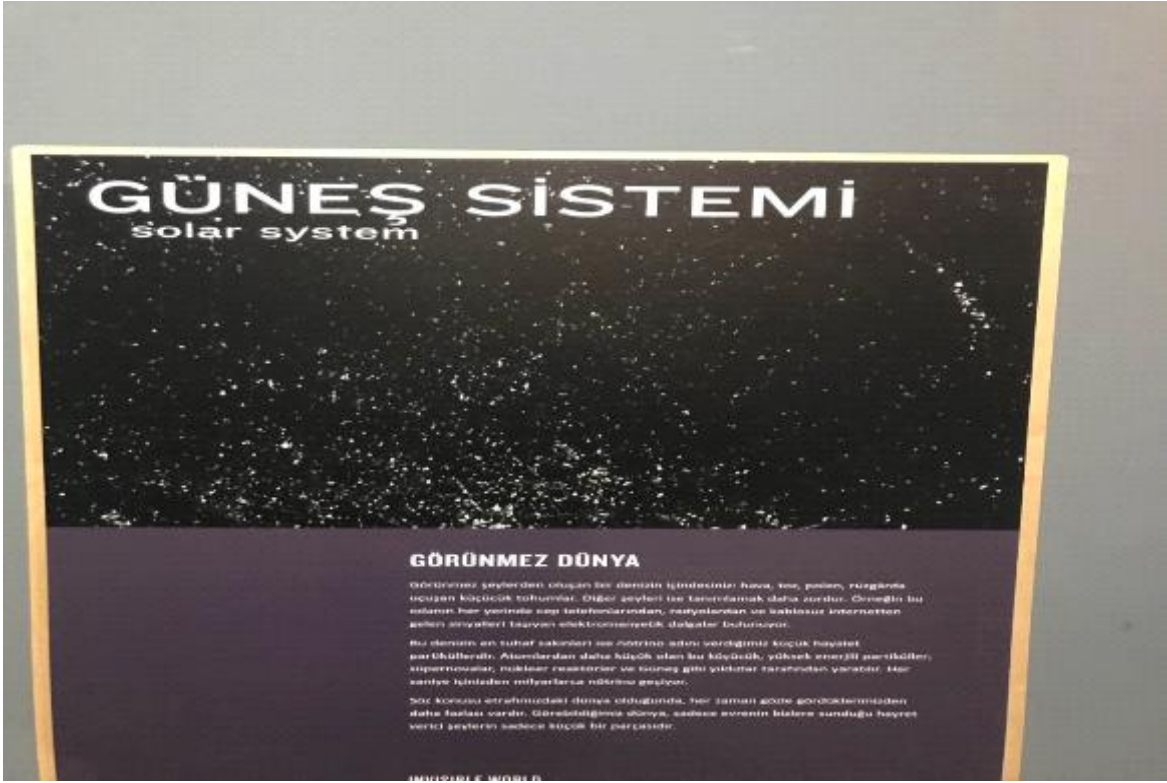 GÜNEŞ SİSTEMİ
solar system
GÖRÜNMEZ DÜNYA
Görünmez şeylerden oluşan bir denizin içindesiniz: hava, toz, polen, rüzgârda
uçuşan küçücük tohumlar. Diğer şeyleri ise tanımlamak daha zordur. Örneğin bu
odanın her yerinde cep telefonlarından, radyolardan ve kablosuz internetten
gelen sinyalleri taşıyan elektromanyetik dalgalar bulunuyor.
Bu denizin en tuhaf sakinleri ise nötrino adını verdiğimiz küçük hayalet
partiküllerdir. Atomlardan daha küçük olan bu küçücük, yüksek enerjili partiküller,
süpernovalar, nükleer reaktörler ve Güneş gibi yıldızlar tarafından yaratılır. Her
saniye içinizden milyarlarca nötrino geçiyor.
Söz konusu etrafınızdaki dünya olduğunda, her zaman gözle gördüklerimizden
daha fazlası vardır. Görebildiğimiz dünya, sadece evrenin bizlere sunduğu hayret
verici şeylerin sadece küçük bir parçasıdır.
INVISIBLE WORLD